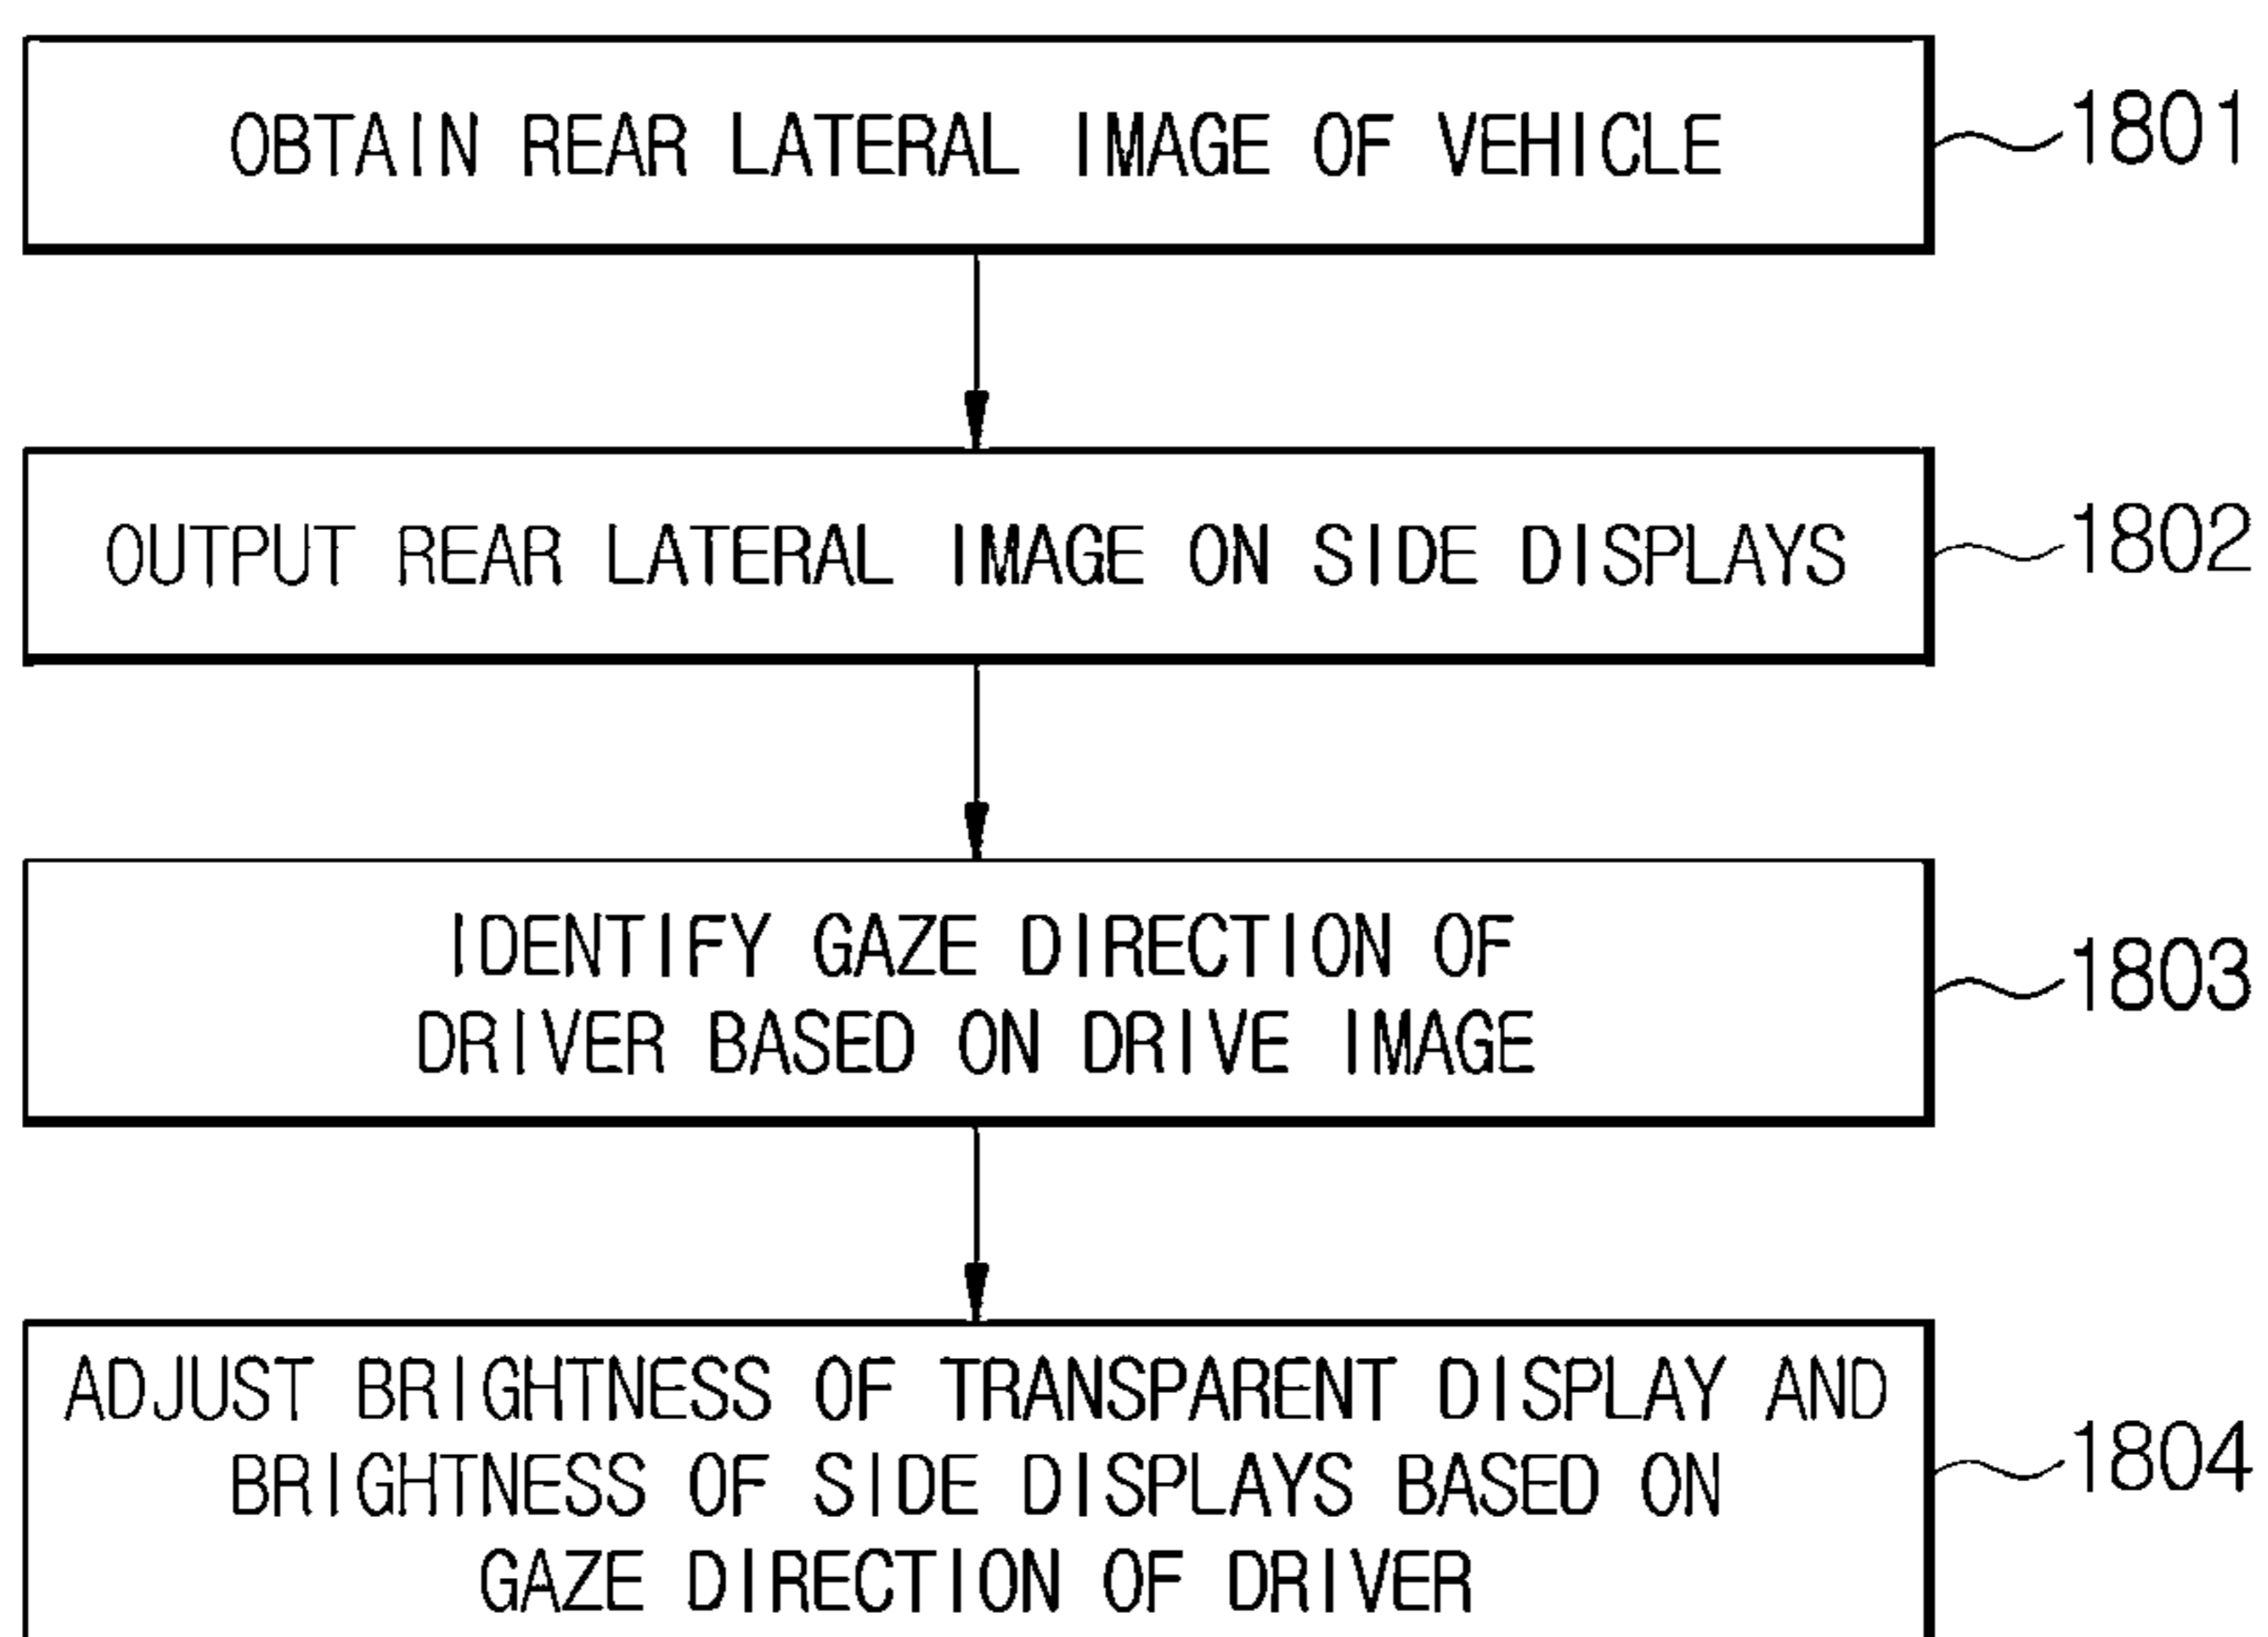 OBTAIN REAR LATERAL IMAGE OF VEHICLE
1801
OUTPUT REAR LATERAL IMAGE ON SIDE DISPLAYS
1802
IDENTIFY GAZE DIRECTION OF
DRIVER BASED ON DRIVE IMAGE
1803
ADJUST BRIGHTNESS OF TRANSPARENT DISPLAY AND
BRIGHTNESS OF SIDE DISPLAYS BASED ON
GAZE DIRECTION OF DRIVER
1804